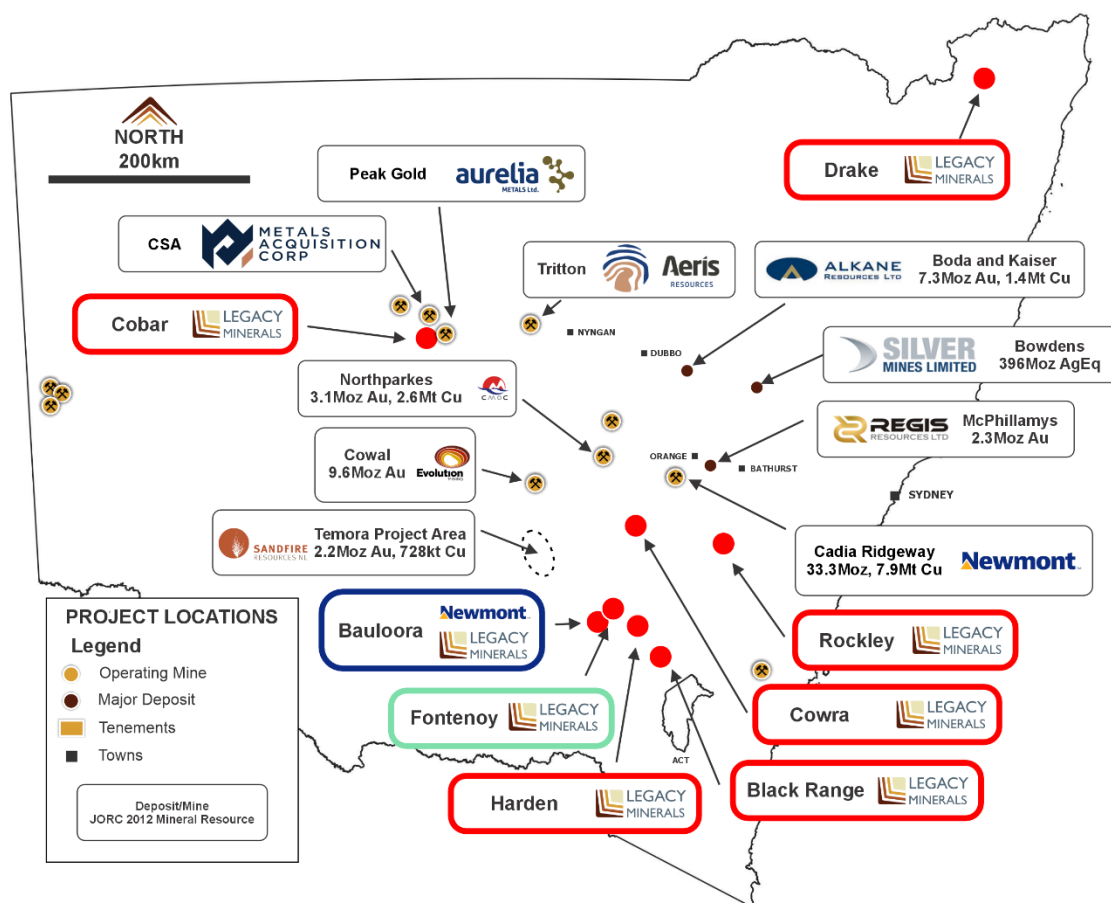 NORTH
200km
Peak Gold
aurelia
METALS Ltd.
CSA
METALS
ACQUISITION
CORP
Cobar
LEGACY
MINERALS
Drake
LEGACY
MINERALS
Tritton
Aeris
RESOURCES
ALKANE
RESOURCES LTD
Boda and Kaiser
7.3Moz Au, 1.4Mt Cu
NYNGAN
DUBBO
SILVER
MINES LIMITED
Bowdens
396Moz AgEq
Northparkes
3.1Moz Au, 2.6Mt Cu
CMOC
REGIS
RESOURCES LTD
McPhillamys
2.3Moz Au
Cowal
9.6Moz Au
Evolution
MINING
ORANGE
BATHURST
SYDNEY
SANDFIRE
RESOURCES NL
Temora Project Area
2.2Moz Au, 728kt Cu
Cadia Ridgeway
33.3Moz, 7.9Mt Cu
Newmont
Bauloora
Newmont
LEGACY
MINERALS
Rockley
LEGACY
MINERALS
Fontenoy
LEGACY
MINERALS
Cowra
LEGACY
MINERALS
ACT
Harden
LEGACY
MINERALS
Black Range
LEGACY
MINERALS
PROJECT LOCATIONS
Legend
Operating Mine
Major Deposit
Tenements
Towns
Deposit/Mine
JORC 2012 Mineral Resource